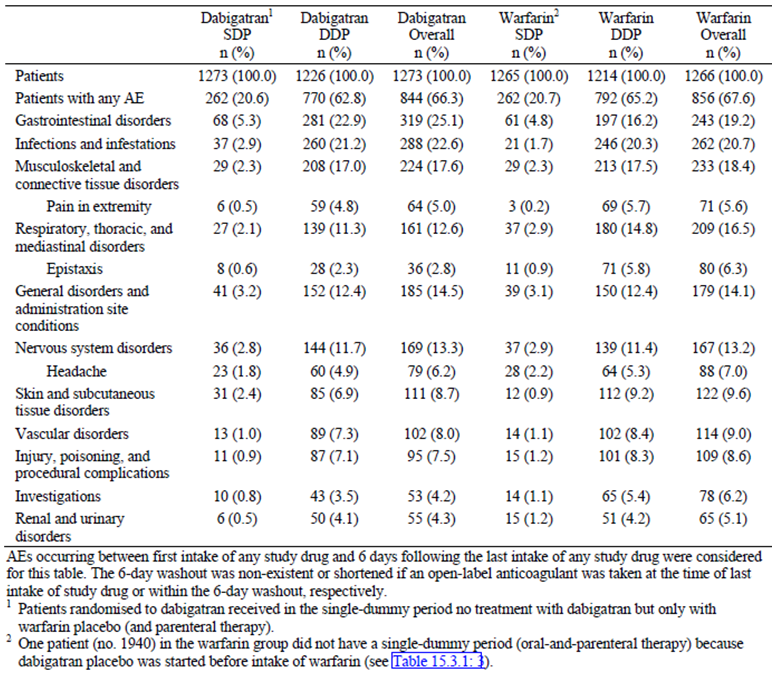 Dabigatran¹ Dabigatran Dabigatran Warfarin² Warfarin Warfarin
SDP DDP Overall SDP DDP Overall
n (%) n (%) n (%) n (%) n (%) n (%)
Patients 1273 (100.0) 1226 (100.0) 1273 (100.0) 1265 (100.0) 1214 (100.0) 1266 (100.0)
Patients with any AE 262 (20.6) 770 (62.8) 844 (66.3) 262 (20.7) 792 (65.2) 856 (67.6)
Gastrointestinal disorders 68 (5.3) 281 (22.9) 319 (25.1) 61 (4.8) 197 (16.2) 243 (19.2)
Infections and infestations 37 (2.9) 260 (21.2) 288 (22.6) 21 (1.7) 246 (20.3) 262 (20.7)
Musculoskeletal and 29 (2.3) 208 (17.0) 224 (17.6) 29 (2.3) 213 (17.5) 233 (18.4)
connective tissue disorders
Pain in extremity 6 (0.5) 59 (4.8) 64 (5.0) 3 (0.2) 69 (5.7) 71 (5.6)
Respiratory, thoracic, and 27 (2.1) 139 (11.3) 161 (12.6) 37 (2.9) 180 (14.8) 209 (16.5)
mediastinal disorders
Epistaxis 8 (0.6) 28 (2.3) 36 (2.8) 11 (0.9) 71 (5.8) 80 (6.3)
General disorders and 41 (3.2) 152 (12.4) 185 (14.5) 39 (3.1) 150 (12.4) 179 (14.1)
administration site
conditions
Nervous system disorders 36 (2.8) 144 (11.7) 169 (13.3) 37 (2.9) 139 (11.4) 167 (13.2)
Headache 23 (1.8) 60 (4.9) 79 (6.2) 28 (2.2) 64 (5.3) 88 (7.0)
Skin and subcutaneous 31 (2.4) 85 (6.9) 111 (8.7) 12 (0.9) 112 (9.2) 122 (9.6)
tissue disorders
Vascular disorders 13 (1.0) 89 (7.3) 102 (8.0) 14 (1.1) 102 (8.4) 114 (9.0)
Injury, poisoning, and 11 (0.9) 87 (7.1) 95 (7.5) 15 (1.2) 101 (8.3) 109 (8.6)
procedural complications
Investigations 10 (0.8) 43 (3.5) 53 (4.2) 14 (1.1) 65 (5.4) 78 (6.2)
Renal and urinary 6 (0.5) 50 (4.1) 55 (4.3) 15 (1.2) 51 (4.2) 65 (5.1)
disorders
AEs occurring between first intake of any study drug and 6 days following the last intake of any study drug were considered
for this table. The 6-day washout was non-existent or shortened if an open-label anticoagulant was taken at the time of last
intake of study drug or within the 6-day washout, respectively.
¹ Patients randomised to dabigatran received in the single-dummy period no treatment with dabigatran but only with
warfarin placebo (and parenteral therapy).
² One patient (no. 1940) in the warfarin group did not have a single-dummy period (oral-and-parenteral therapy) because
dabigatran placebo was started before intake of warfarin (see Table 15.3.1: 3).